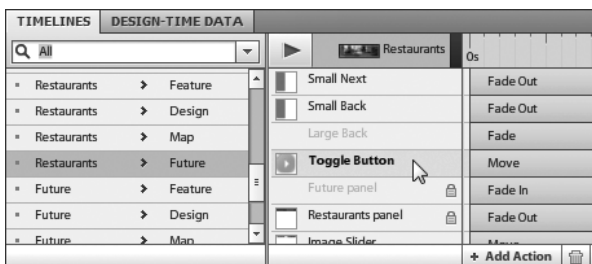 TIMELINES DESIGN-TIME DATA
All
Restaurants
0s
Restaurants > Feature
Restaurants > Design
Restaurants > Map
Restaurants > Future
Future > Feature
Future > Design
Future > Map
Small Next Fade Out
Small Back Fade Out
Large Back Fade
Toggle Button Move
Future panel Fade In
Restaurants panel Fade Out
Image Slider Move
+ Add Action